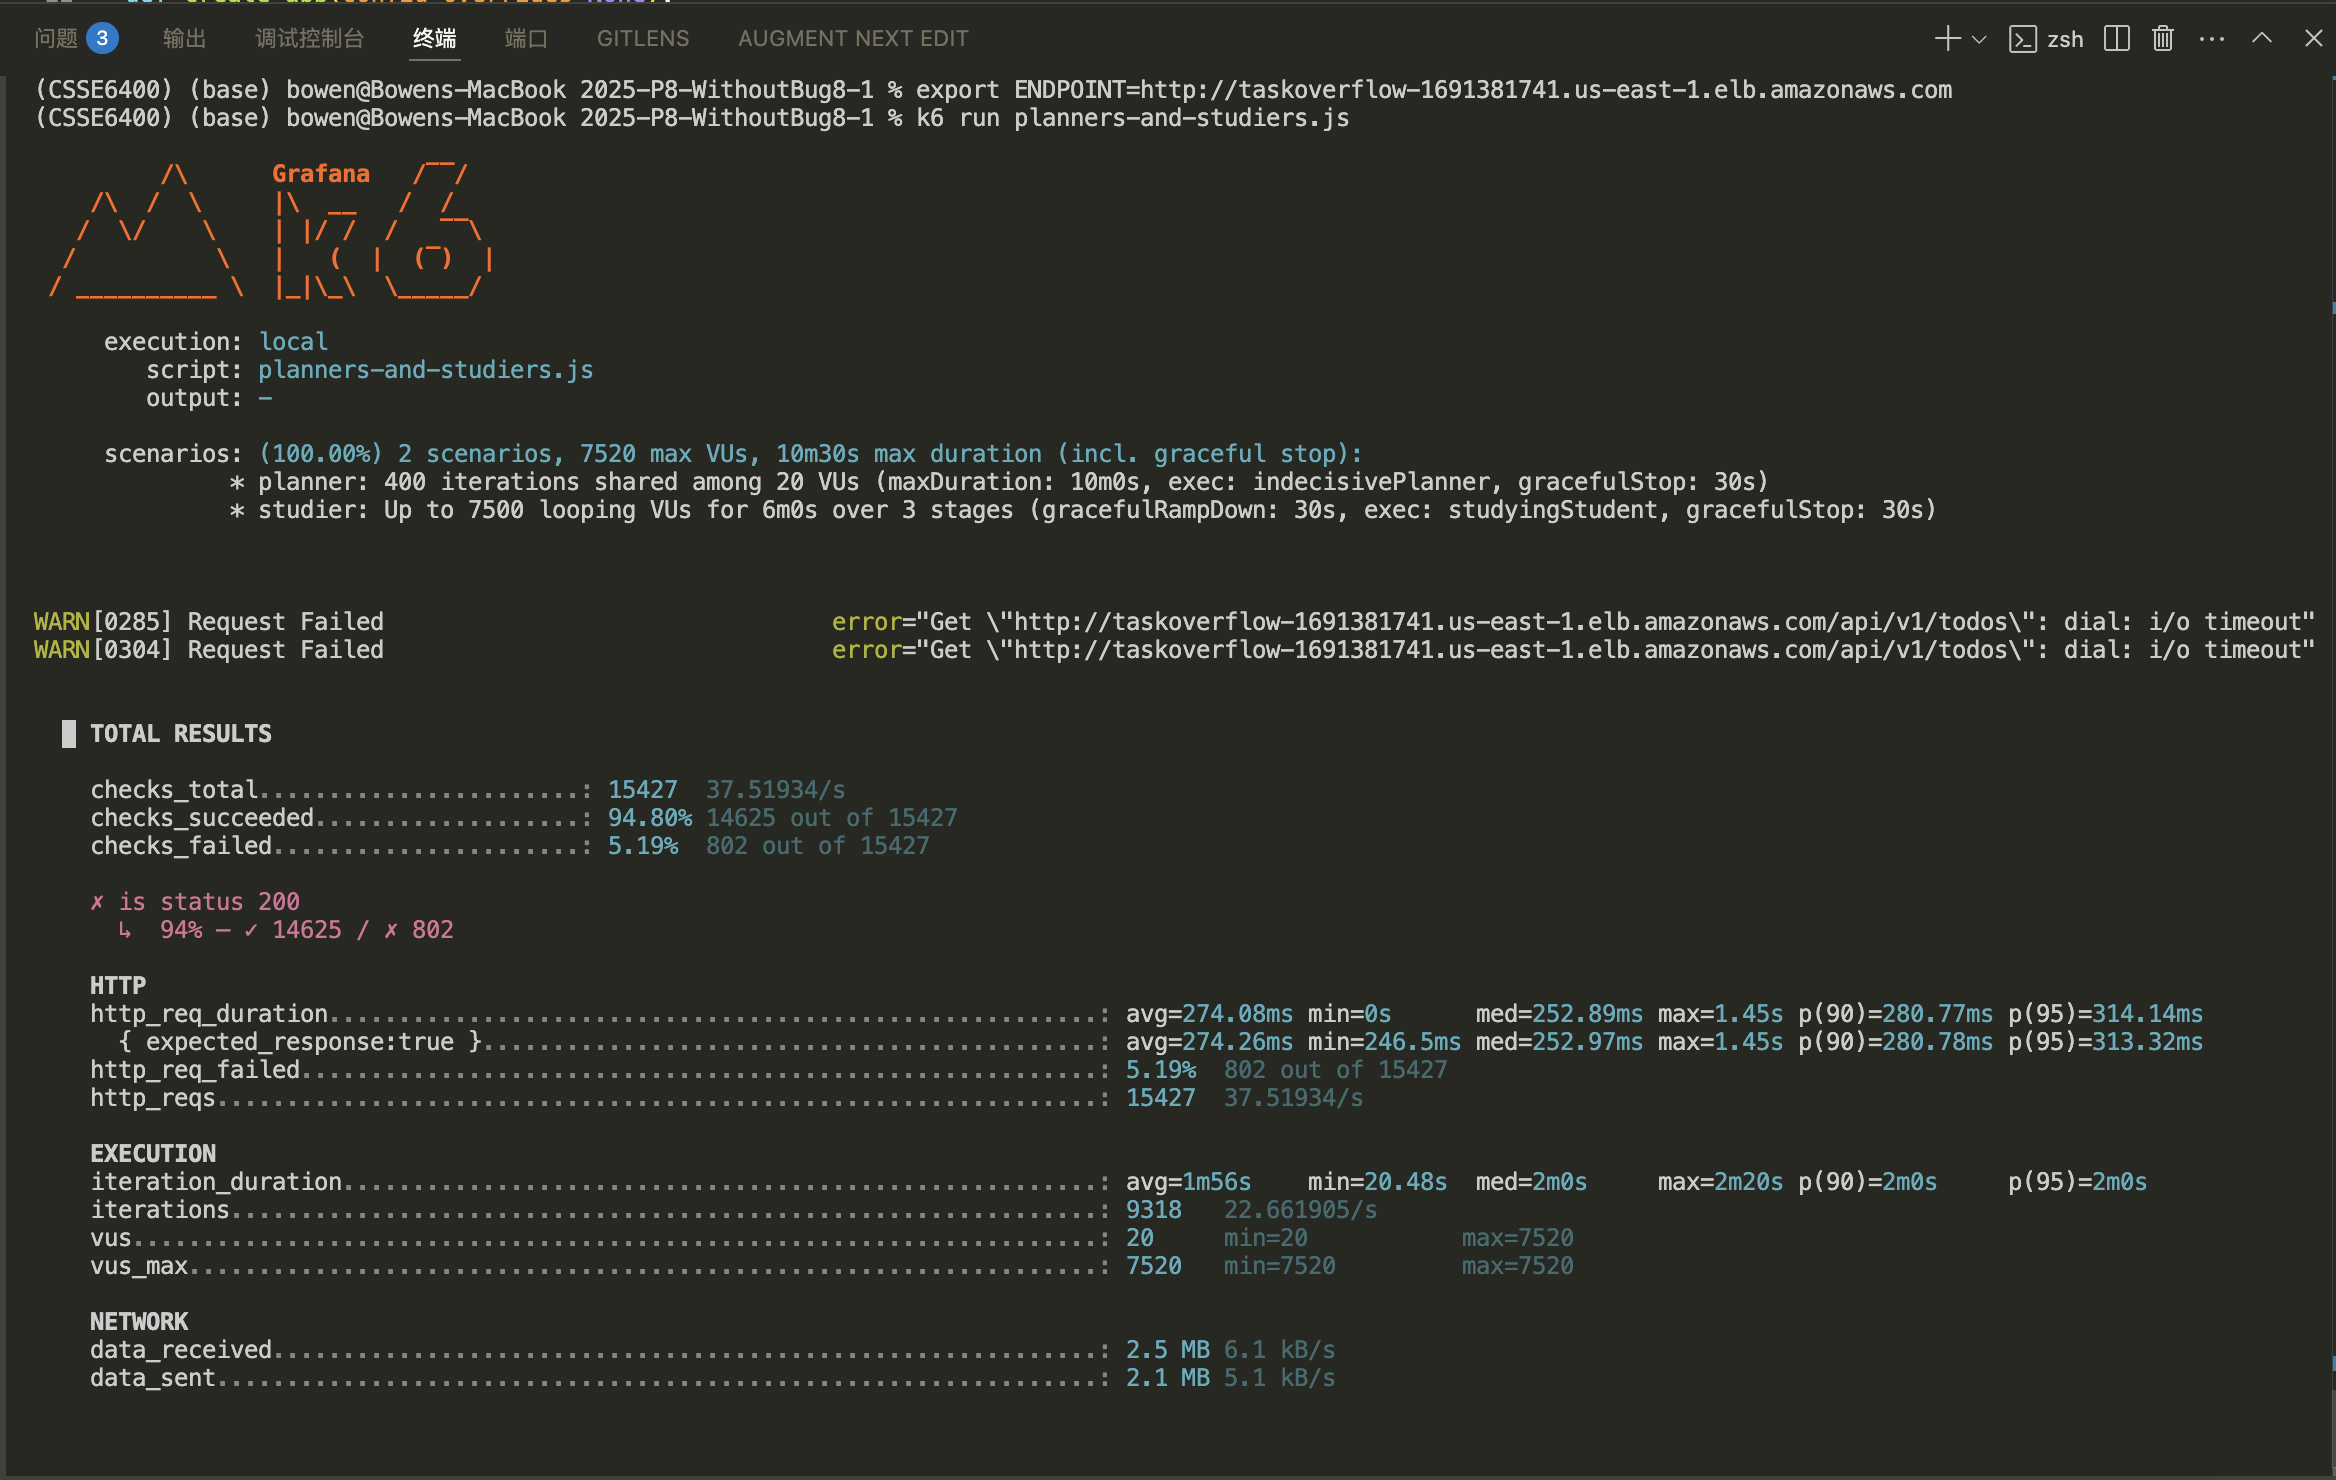 问题 3 输出 调试控制台 终端 端口 GITLENS AUGMENT NEXT EDIT zsh
(CSSE6400) (base) bowen@Bowens-MacBook 2025-P8-WithoutBug8-1 % export ENDPOINT=http://taskoverflow-1691381741.us-east-1.elb.amazonaws.com
(CSSE6400) (base) bowen@Bowens-MacBook 2025-P8-WithoutBug8-1 % k6 run planners-and-studiers.js
Grafana
execution: local
script: planners-and-studiers.js
output: -
scenarios: (100.00%) 2 scenarios, 7520 max VUs, 10m30s max duration (incl. graceful stop):
* planner: 400 iterations shared among 20 VUs (maxDuration: 10m0s, exec: indecisivePlanner, gracefulStop: 30s)
* studier: Up to 7500 looping VUs for 6m0s over 3 stages (gracefulRampDown: 30s, exec: studyingStudent, gracefulStop: 30s)
WARN[0285] Request Failed error="Get \"http://taskoverflow-1691381741.us-east-1.elb.amazonaws.com/api/v1/todos\": dial: i/o timeout"
WARN[0304] Request Failed error="Get \"http://taskoverflow-1691381741.us-east-1.elb.amazonaws.com/api/v1/todos\": dial: i/o timeout"
█ TOTAL RESULTS
checks_total.......................: 15427 37.51934/s
checks_succeeded...................: 94.80% 14625 out of 15427
checks_failed......................: 5.19% 802 out of 15427
✗ is status 200
↳ 94% — ✓ 14625 / ✗ 802
HTTP
http_req_duration.......................................................: avg=274.08ms min=0s med=252.89ms max=1.45s p(90)=280.77ms p(95)=314.14ms
{ expected_response:true }............................................: avg=274.26ms min=246.5ms med=252.97ms max=1.45s p(90)=280.78ms p(95)=313.32ms
http_req_failed.........................................................: 5.19% 802 out of 15427
http_reqs...............................................................: 15427 37.51934/s
EXECUTION
iteration_duration......................................................: avg=1m56s min=20.48s med=2m0s max=2m20s p(90)=2m0s p(95)=2m0s
iterations..............................................................: 9318 22.661905/s
vus.....................................................................: 20 min=20 max=7520
vus_max.................................................................: 7520 min=7520 max=7520
NETWORK
data_received...........................................................: 2.5 MB 6.1 kB/s
data_sent...............................................................: 2.1 MB 5.1 kB/s